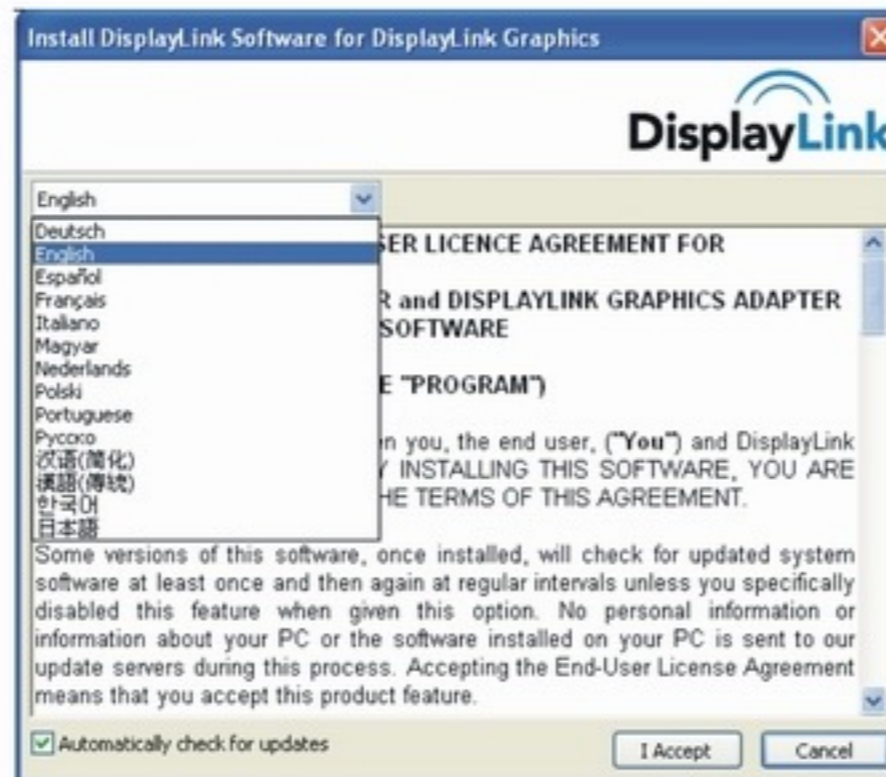 Install DisplayLink Software for DisplayLink Graphics
DisplayLink
English
Deutsch
English
Español
Français
Italiano
Magyar
Nederlands
Polski
Portuguese
Русско
汉语(简化)
漢語(傳統)
한국어
日本語
SER LICENCE AGREEMENT FOR
R and DISPLAYLINK GRAPHICS ADAPTER
SOFTWARE
E "PROGRAM")
n you, the end user, ("You") and DisplayLink
Y INSTALLING THIS SOFTWARE, YOU ARE
HE TERMS OF THIS AGREEMENT.
Some versions of this software, once installed, will check for updated system
software at least once and then again at regular intervals unless you specifically
disabled this feature when given this option. No personal information or
information about your PC or the software installed on your PC is sent to our
update servers during this process. Accepting the End-User License Agreement
means that you accept this product feature.
Automatically check for updates
I Accept
Cancel